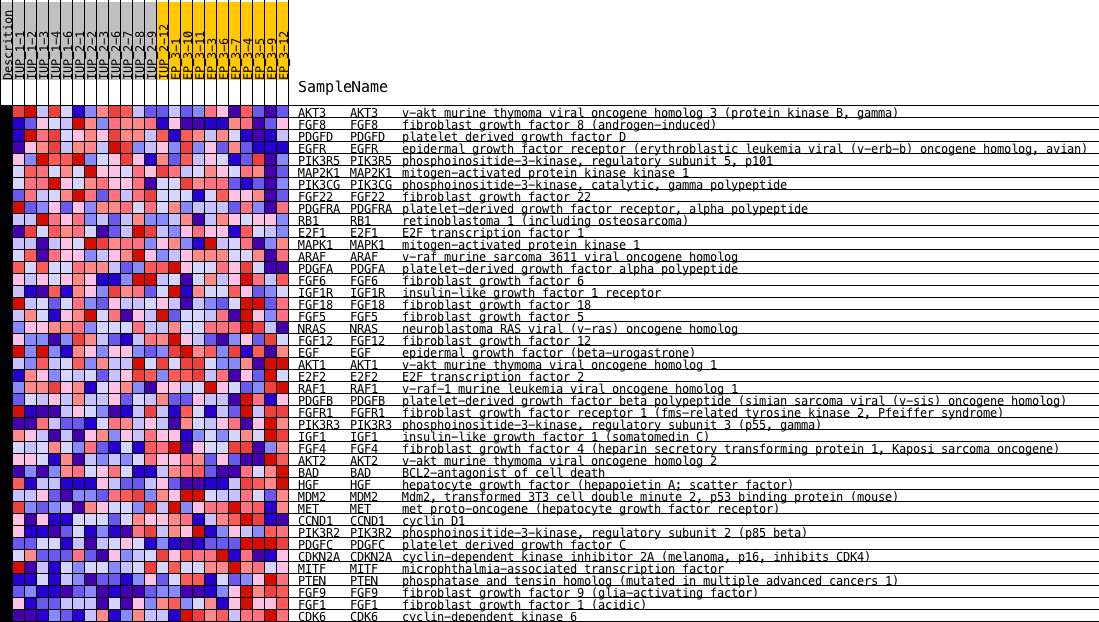 Descrition
IUP_1-1
IUP_1-2
IUP_1-3
IUP_1-4
IUP_1-6
IUP_2-1
IUP_2-2
IUP_2-3
IUP_2-6
IUP_2-7
IUP_2-8
IUP_2-9
IUP_2-12
EP_3-1
EP_3-10
EP_3-11
EP_3-3
EP_3-6
EP_3-7
EP_3-4
EP_3-5
EP_3-9
EP_3-12
SampleName
AKT3 AKT3 v-akt murine thymoma viral oncogene homolog 3 (protein kinase B, gamma)
FGF8 FGF8 fibroblast growth factor 8 (androgen-induced)
PDGFD PDGFD platelet derived growth factor D
EGFR EGFR epidermal growth factor receptor (erythroblastic leukemia viral (v-erb-b) oncogene homolog, avian)
PIK3R5 PIK3R5 phosphoinositide-3-kinase, regulatory subunit 5, p101
MAP2K1 MAP2K1 mitogen-activated protein kinase kinase 1
PIK3CG PIK3CG phosphoinositide-3-kinase, catalytic, gamma polypeptide
FGF22 FGF22 fibroblast growth factor 22
PDGFRA PDGFRA platelet-derived growth factor receptor, alpha polypeptide
RB1 RB1 retinoblastoma 1 (including osteosarcoma)
E2F1 E2F1 E2F transcription factor 1
MAPK1 MAPK1 mitogen-activated protein kinase 1
ARAF ARAF v-raf murine sarcoma 3611 viral oncogene homolog
PDGFA PDGFA platelet-derived growth factor alpha polypeptide
FGF6 FGF6 fibroblast growth factor 6
IGF1R IGF1R insulin-like growth factor 1 receptor
FGF18 FGF18 fibroblast growth factor 18
FGF5 FGF5 fibroblast growth factor 5
NRAS NRAS neuroblastoma RAS viral (v-ras) oncogene homolog
FGF12 FGF12 fibroblast growth factor 12
EGF EGF epidermal growth factor (beta-urogastrone)
AKT1 AKT1 v-akt murine thymoma viral oncogene homolog 1
E2F2 E2F2 E2F transcription factor 2
RAF1 RAF1 v-raf-1 murine leukemia viral oncogene homolog 1
PDGFB PDGFB platelet-derived growth factor beta polypeptide (simian sarcoma viral (v-sis) oncogene homolog)
FGFR1 FGFR1 fibroblast growth factor receptor 1 (fms-related tyrosine kinase 2, Pfeiffer syndrome)
PIK3R3 PIK3R3 phosphoinositide-3-kinase, regulatory subunit 3 (p55, gamma)
IGF1 IGF1 insulin-like growth factor 1 (somatomedin C)
FGF4 FGF4 fibroblast growth factor 4 (heparin secretory transforming protein 1, Kaposi sarcoma oncogene)
AKT2 AKT2 v-akt murine thymoma viral oncogene homolog 2
BAD BAD BCL2-antagonist of cell death
HGF HGF hepatocyte growth factor (hepapoietin A; scatter factor)
MDM2 MDM2 Mdm2, transformed 3T3 cell double minute 2, p53 binding protein (mouse)
MET MET met proto-oncogene (hepatocyte growth factor receptor)
CCND1 CCND1 cyclin D1
PIK3R2 PIK3R2 phosphoinositide-3-kinase, regulatory subunit 2 (p85 beta)
PDGFC PDGFC platelet derived growth factor C
CDKN2A CDKN2A cyclin-dependent kinase inhibitor 2A (melanoma, p16, inhibits CDK4)
MITF MITF microphthalmia-associated transcription factor
PTEN PTEN phosphatase and tensin homolog (mutated in multiple advanced cancers 1)
FGF9 FGF9 fibroblast growth factor 9 (glia-activating factor)
FGF1 FGF1 fibroblast growth factor 1 (acidic)
CDK6 CDK6 cyclin-dependent kinase 6